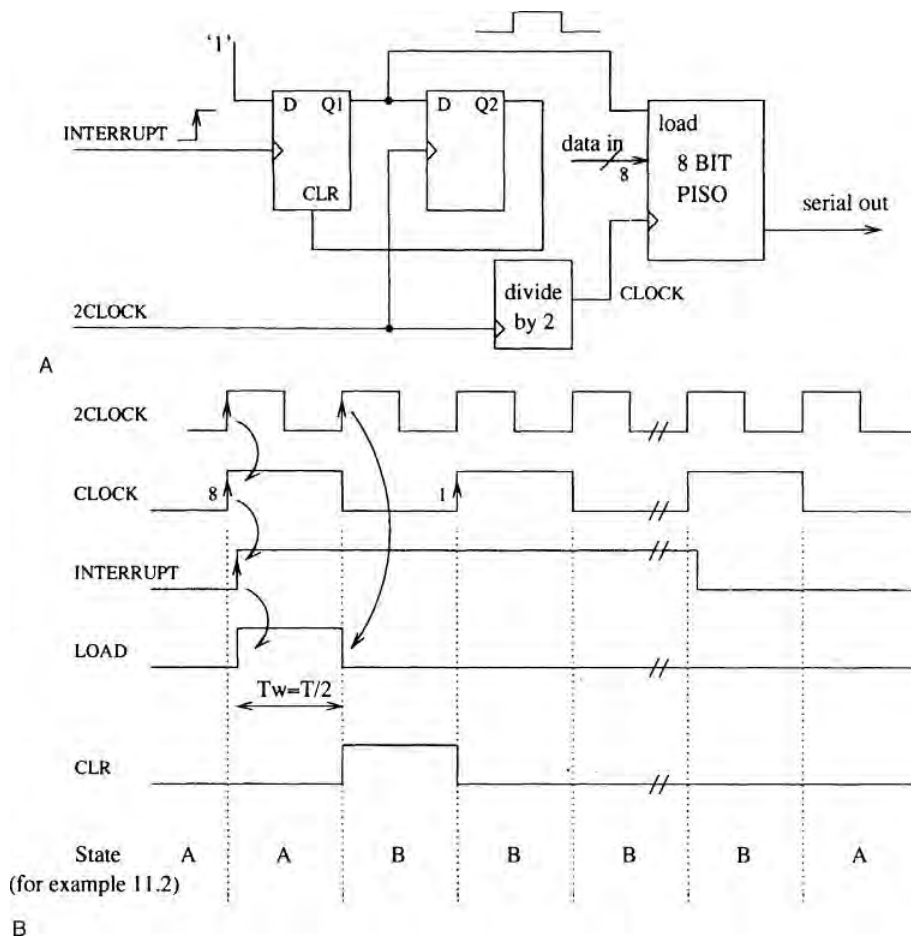 '1'
D Q1
D Q2
INTERRUPT
CLR
load
data in
8
8 BIT
PISO
serial out
divide
by 2
CLOCK
2CLOCK
A
2CLOCK
CLOCK
8
1
INTERRUPT
LOAD
Tw=T/2
CLR
State A A B B B B A
(for example 11.2)
B